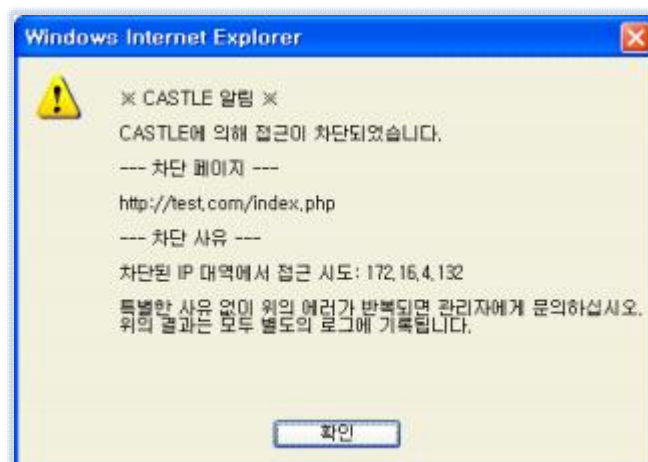 Windows Internet Explorer
※ CASTLE 알림 ※
CASTLE에 의해 접근이 차단되었습니다.
--- 차단 페이지 ---
http://test.com/index.php
--- 차단 사유 ---
차단된 IP 대역에서 접근 시도: 172.16.4.132
특별한 사유 없이 위의 에러가 반복되면 관리자에게 문의하십시오.
위의 결과는 모두 별도의 로그에 기록됩니다.
확인